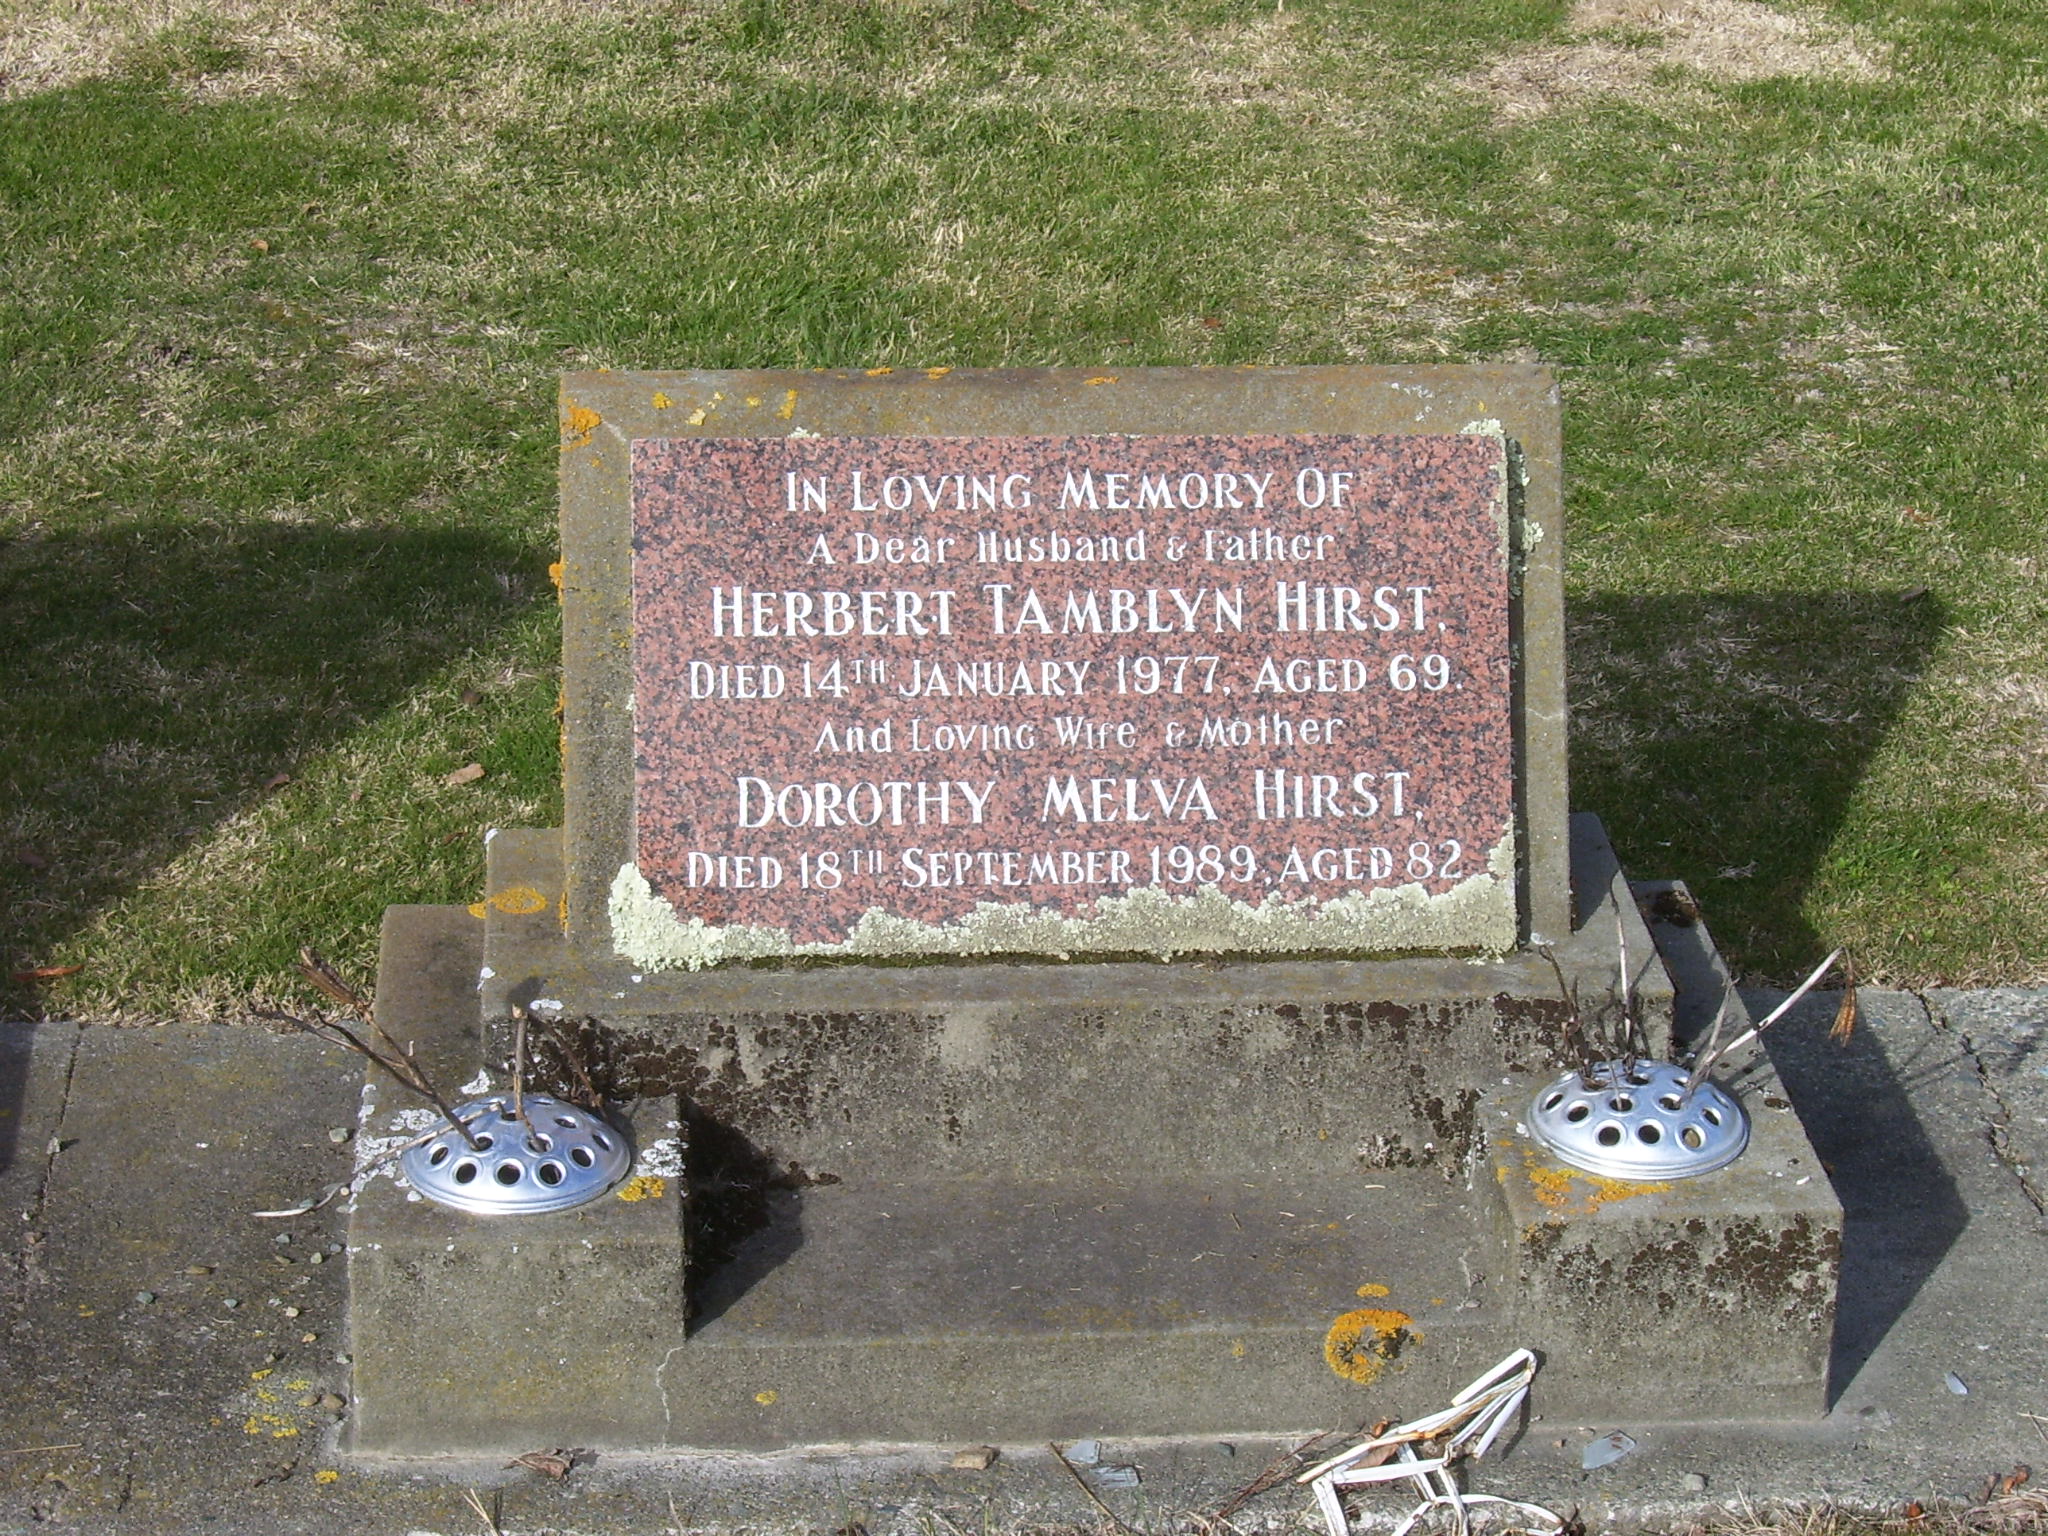 IN LOVING MEMORY OF
A Dear Husband & Father
HERBERT TAMBLYN HIRST,
DIED 14TH JANUARY 1977, AGED 69.
And Loving Wife & Mother
DOROTHY MELVA HIRST,
DIED 18TH SEPTEMBER 1989, AGED 82